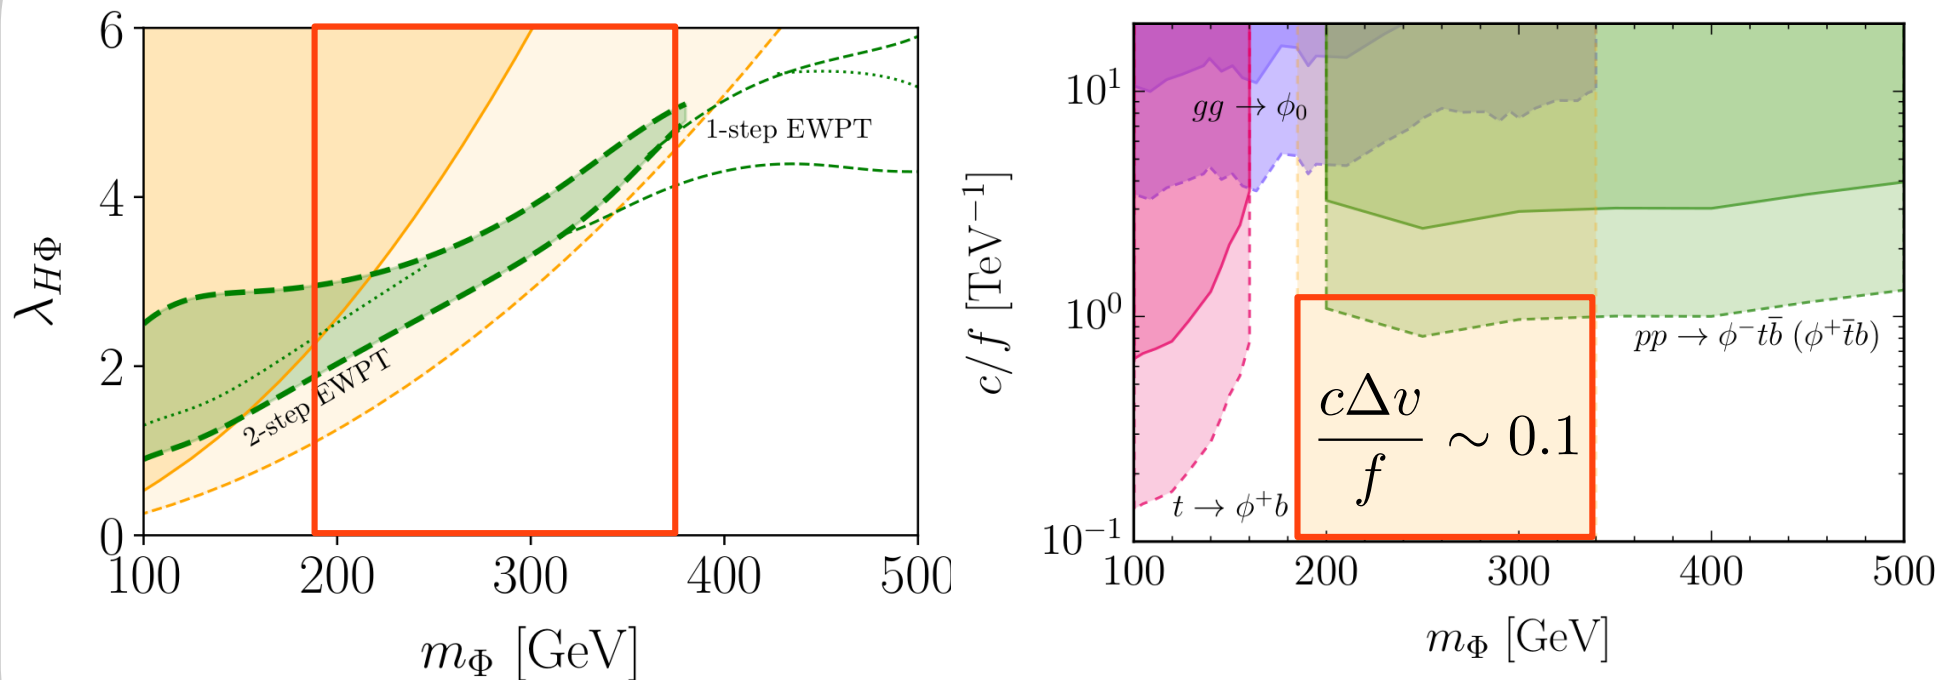 6
4
2
0
100 200 300 400 500
λ_{HΦ}
m_Φ [GeV]
1-step EWPT
2-step EWPT
10^1
10^0
10^{-1}
100 200 300 400 500
c/f [TeV^{-1}]
m_Φ [GeV]
gg → ϕ_0
pp → ϕ^- t b̄ (ϕ^+ t̄ b)
t → ϕ^+ b
cΔv/f ∼ 0.1